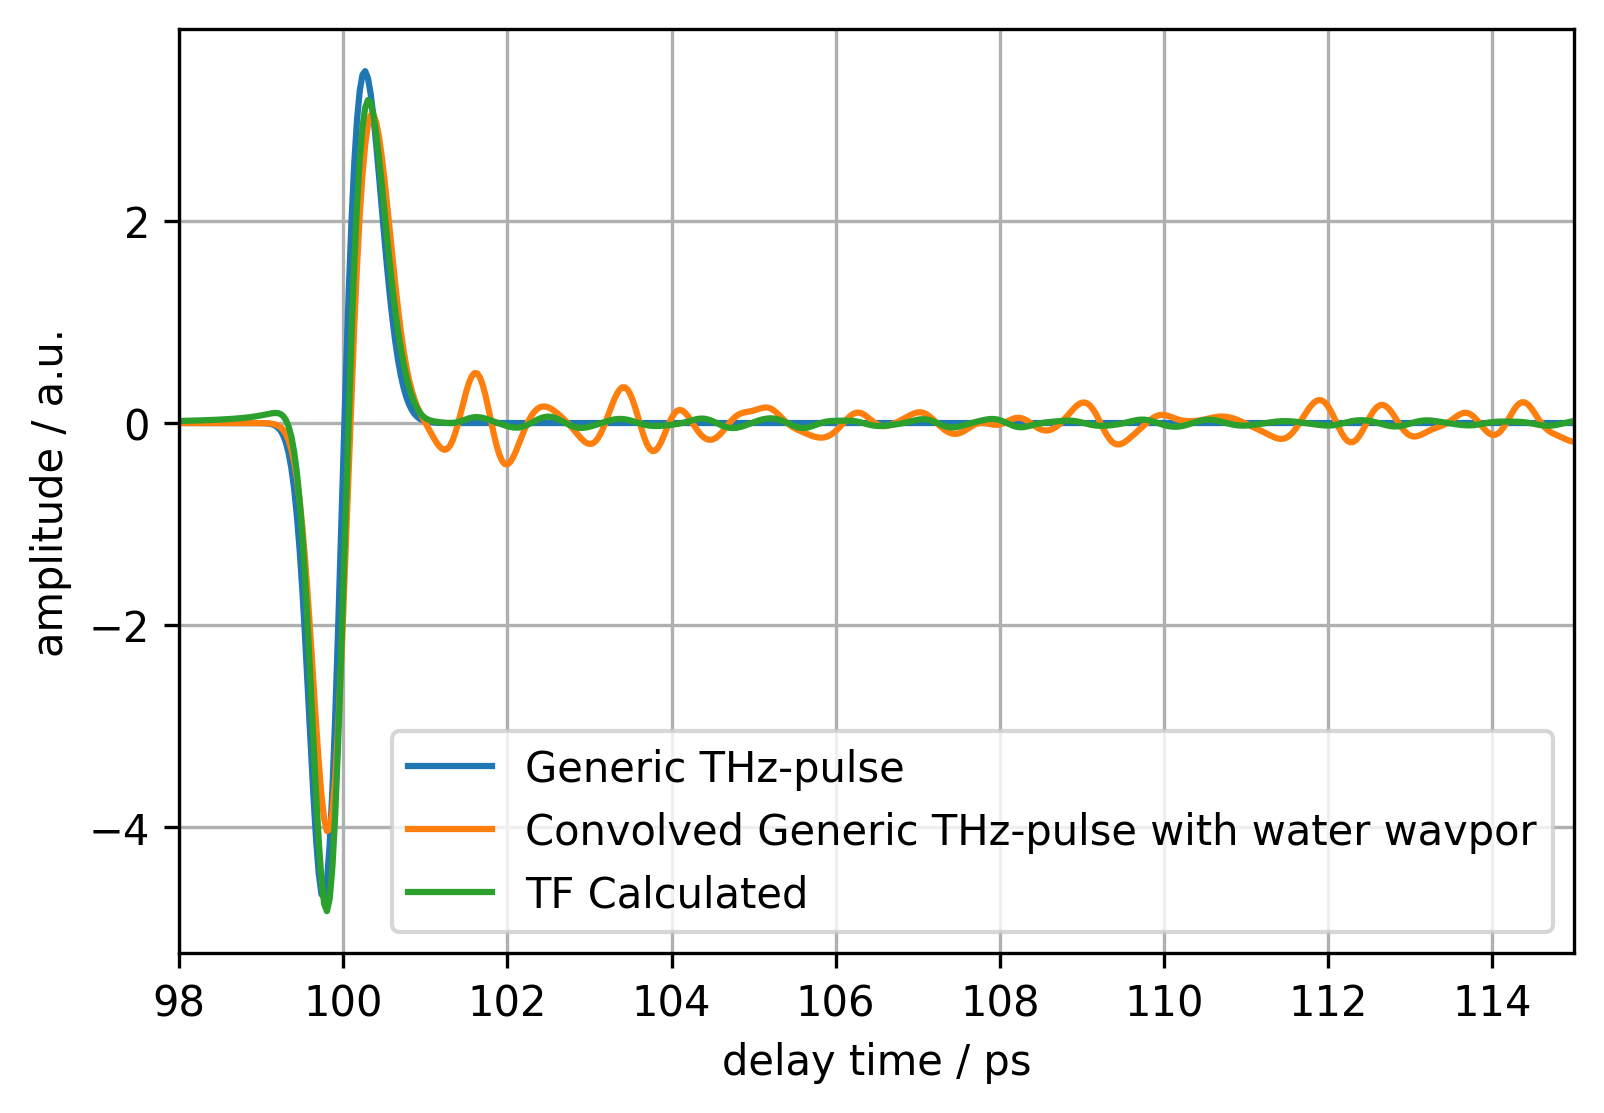 amplitude / a.u.
2
0
−2
−4
Generic THz-pulse
Convolved Generic THz-pulse with water wavpor
TF Calculated
98 100 102 104 106 108 110 112 114
delay time / ps